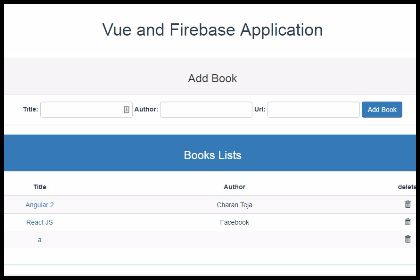 Vue and Firebase Application
Add Book
Title: Author: Url: Add Book
Books Lists
Title Author delete
Angular 2 Charan Teja
React JS Facebook
a